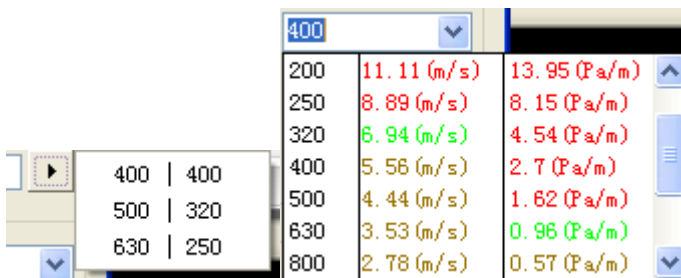 400
200 11.11(m/s) 13.95(Pa/m)
250 8.89(m/s) 8.15(Pa/m)
320 6.94(m/s) 4.54(Pa/m)
400 5.56(m/s) 2.7(Pa/m)
500 4.44(m/s) 1.62(Pa/m)
630 3.53(m/s) 0.96(Pa/m)
800 2.78(m/s) 0.57(Pa/m)
400 | 400
500 | 320
630 | 250